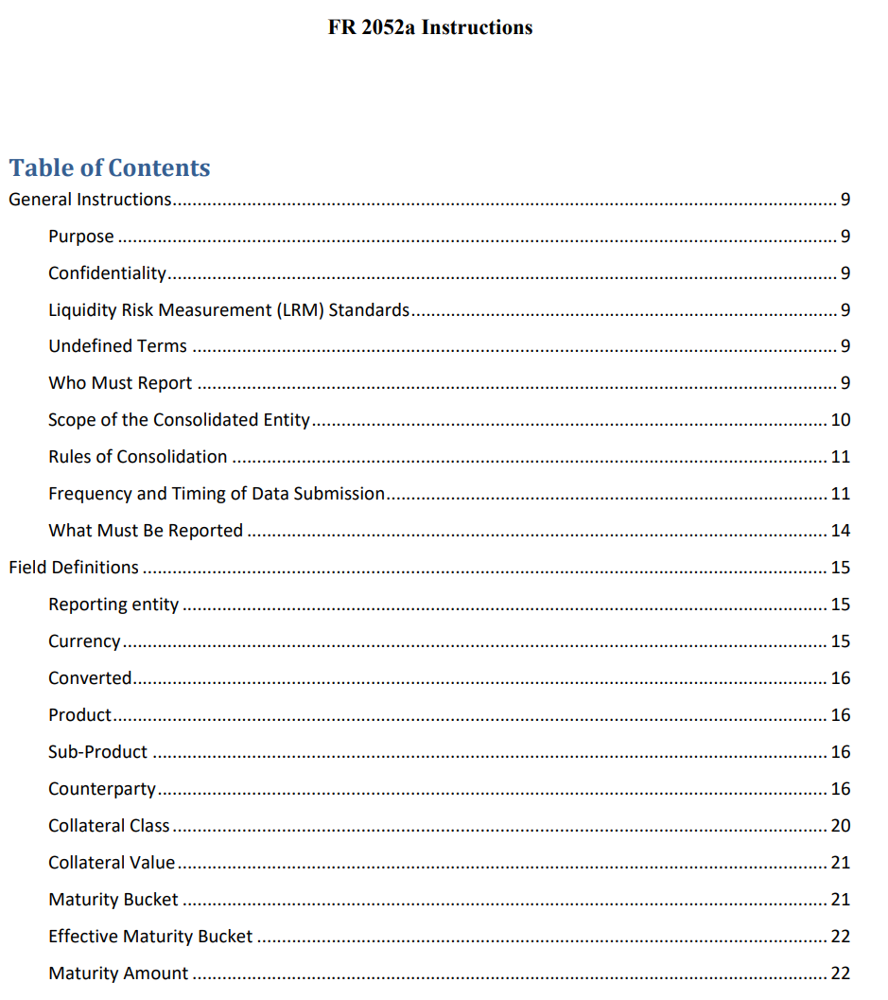 FR 2052a Instructions
Table of Contents
General Instructions 9
Purpose 9
Confidentiality 9
Liquidity Risk Measurement (LRM) Standards 9
Undefined Terms 9
Who Must Report 9
Scope of the Consolidated Entity 10
Rules of Consolidation 11
Frequency and Timing of Data Submission 11
What Must Be Reported 14
Field Definitions 15
Reporting entity 15
Currency 15
Converted 16
Product 16
Sub-Product 16
Counterparty 16
Collateral Class 20
Collateral Value 21
Maturity Bucket 21
Effective Maturity Bucket 22
Maturity Amount 22